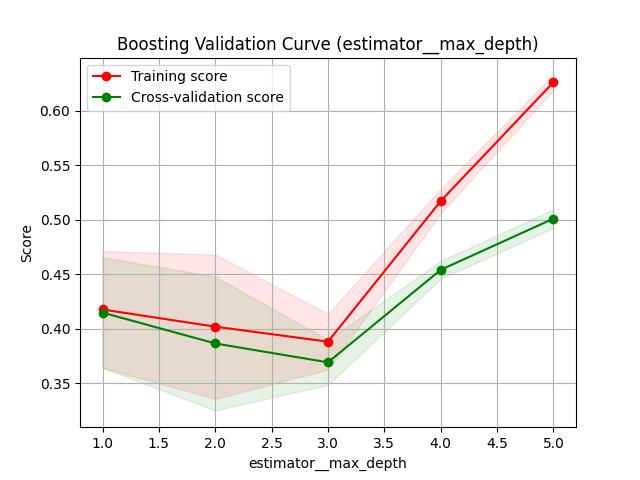 Boosting Validation Curve (estimator__max_depth)
Training score
Cross-validation score
0.60
0.55
0.50
0.45
0.40
0.35
Score
1.0 1.5 2.0 2.5 3.0 3.5 4.0 4.5 5.0
estimator__max_depth